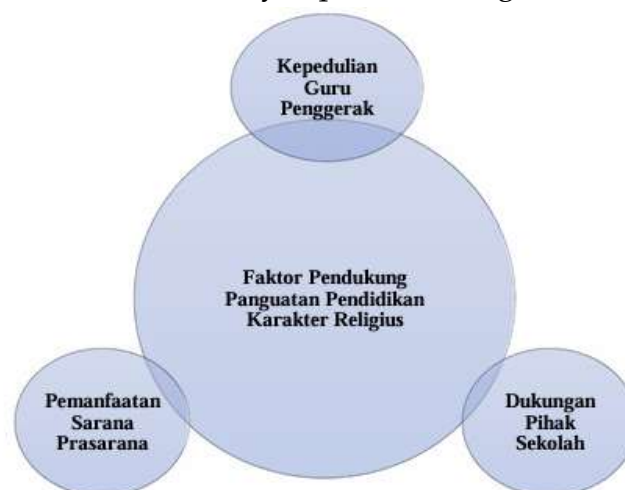 Kepedulian
Guru
Penggerak
Faktor Pendukung
Panguatan Pendidikan
Karakter Religius
Pemanfaatan
Sarana
Prasarana
Dukungan
Pihak
Sekolah